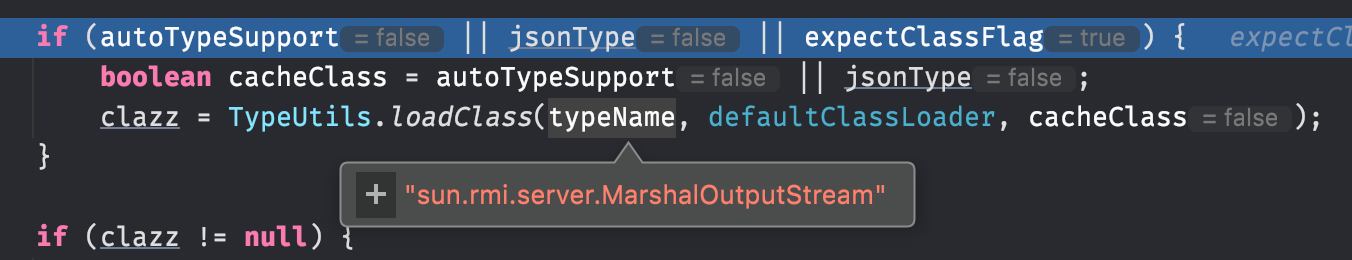 if (autoTypeSupport = false || jsonType = false || expectClassFlag = true ) { expectCl
boolean cacheClass = autoTypeSupport = false || jsonType = false ;
clazz = TypeUtils.loadClass(typeName, defaultClassLoader, cacheClass = false );
}
+ "sun.rmi.server.MarshalOutputStream"
if (clazz != null) {